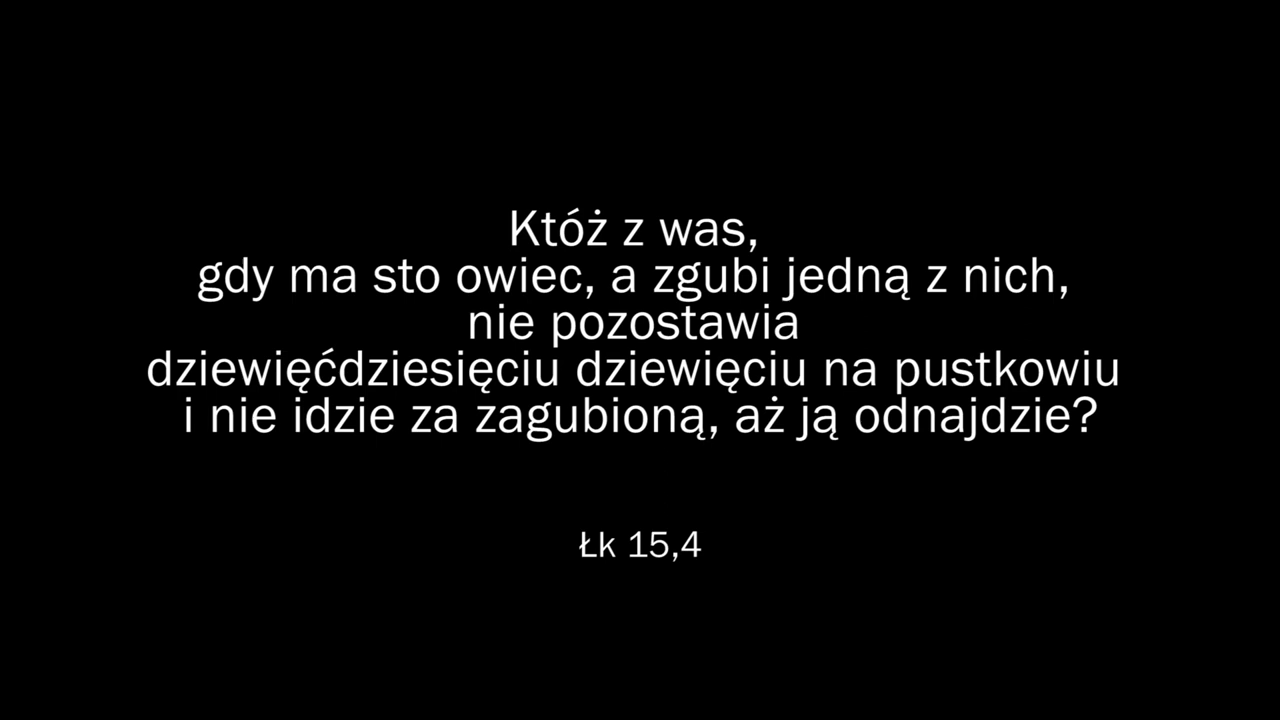 Któż z was,
gdy ma sto owiec, a zgubi jedną z nich,
nie pozostawia
dziewięćdziesięciu dziewięciu na pustkowiu
i nie idzie za zagubioną, aż ją odnajdzie?
Łk 15,4